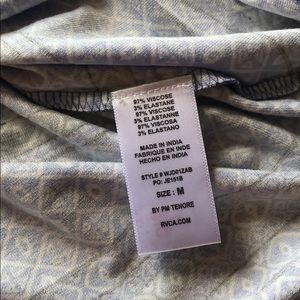 97% VISCOSE
3% ELASTANE
97% VISCOSE
3% ELASTANNE
97% VISCOSA
3% ELASTANO
MADE IN INDIA
FABRIQUE EN INDE
HECHO EN INDIA
STYLE # WJD01ZAB
PO: JE151B
SIZE : M
BY PM TENORE
RVCA.COM